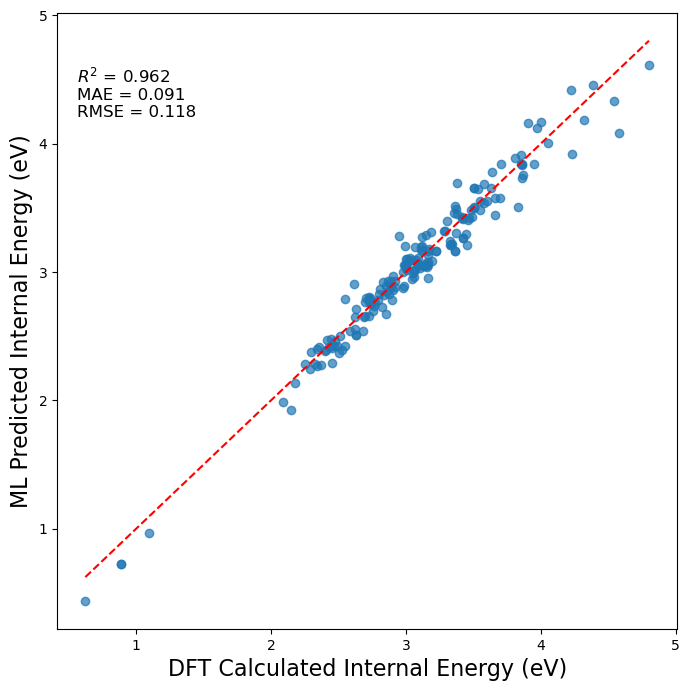 R² = 0.962
MAE = 0.091
RMSE = 0.118
ML Predicted Internal Energy (eV)
5
4
3
2
1
1 2 3 4 5
DFT Calculated Internal Energy (eV)